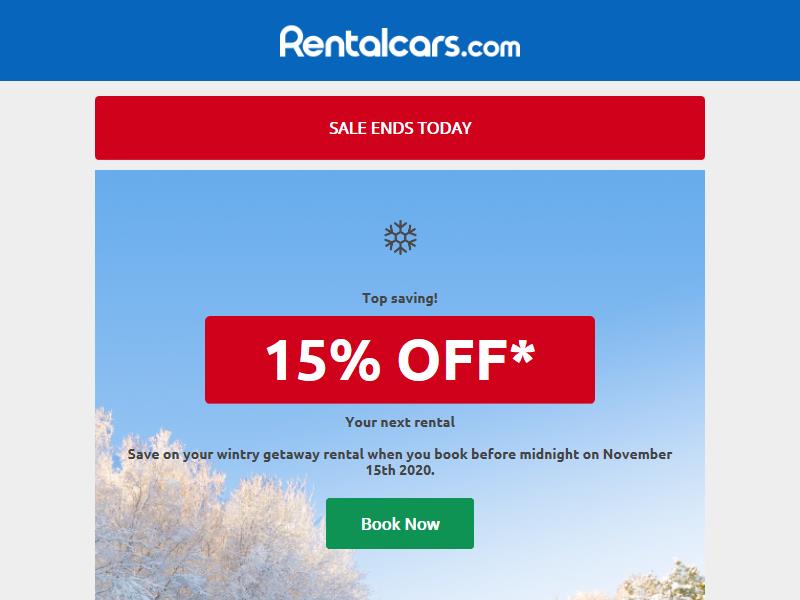 Rentalcars.com
SALE ENDS TODAY
Top saving!
15% OFF*
Your next rental
Save on your wintry getaway rental when you book before midnight on November
15th 2020.
Book Now